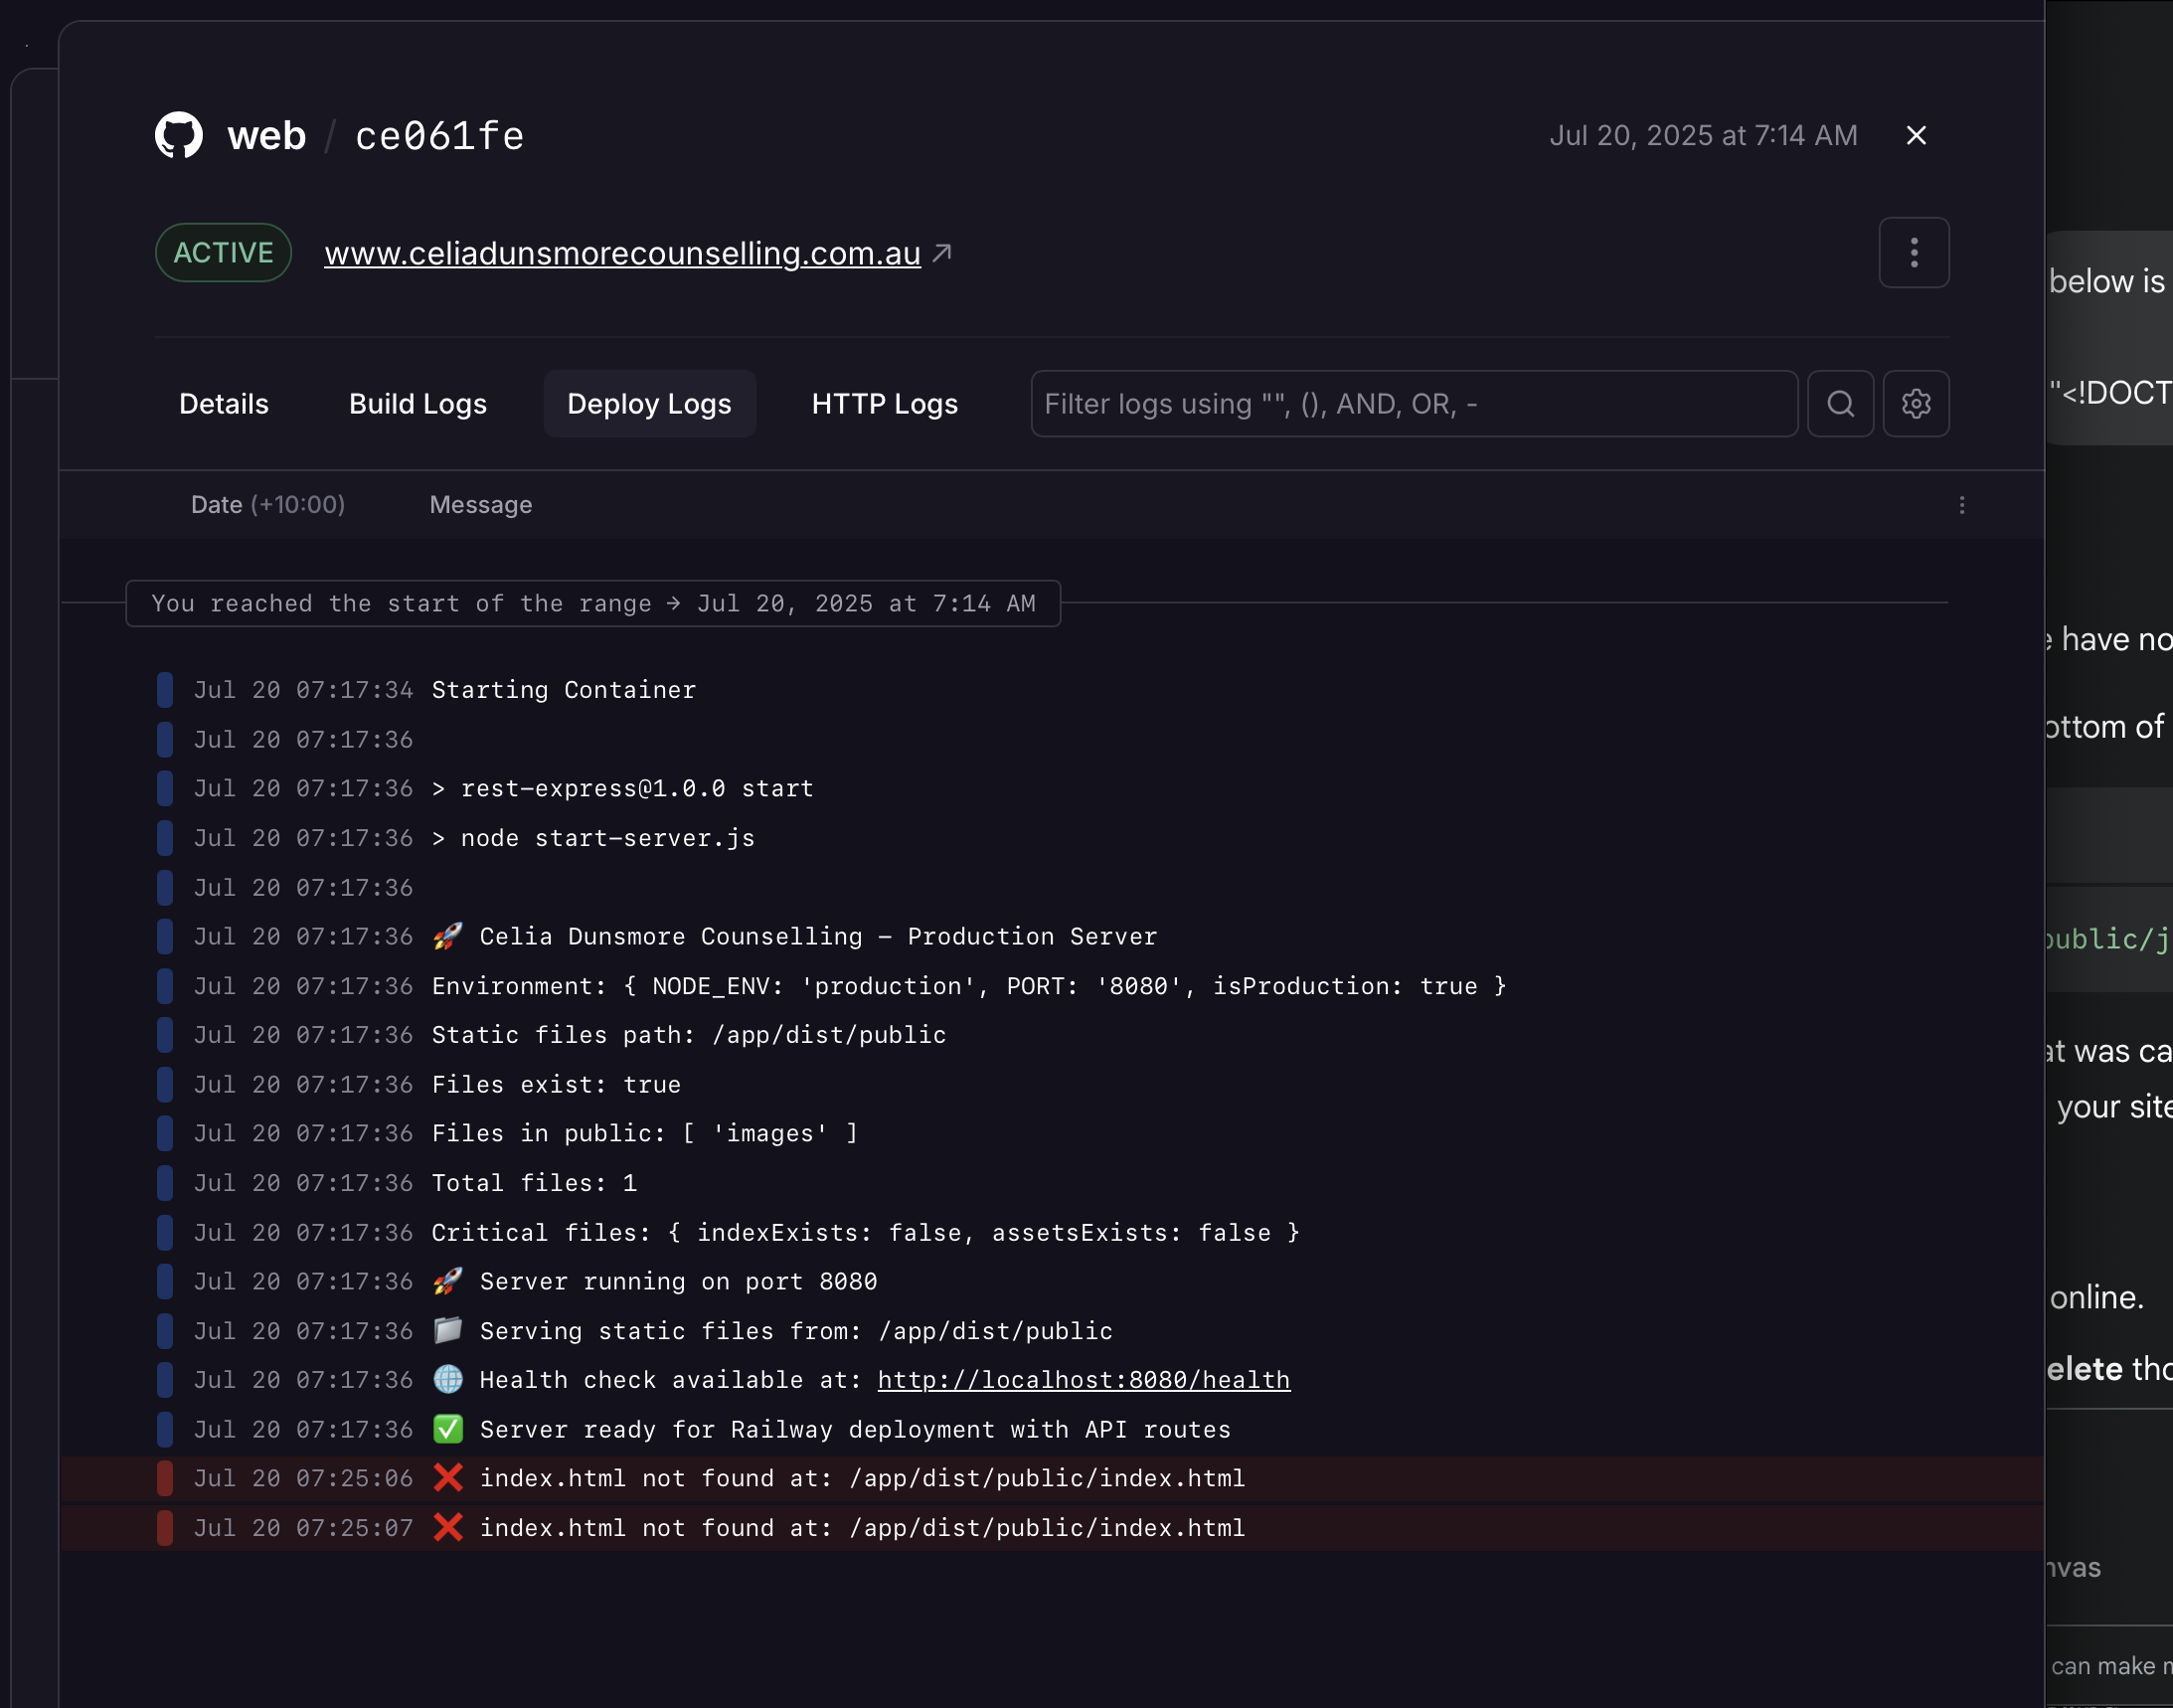 web / ce061fe
Jul 20, 2025 at 7:14 AM
ACTIVE
www.celiadunsmorecounselling.com.au
Details
Build Logs
Deploy Logs
HTTP Logs
Filter logs using "", (), AND, OR, -
Date (+10:00) Message
You reached the start of the range → Jul 20, 2025 at 7:14 AM
Jul 20 07:17:34 Starting Container
Jul 20 07:17:36
Jul 20 07:17:36 > rest-express@1.0.0 start
Jul 20 07:17:36 > node start-server.js
Jul 20 07:17:36
Jul 20 07:17:36 🚀 Celia Dunsmore Counselling - Production Server
Jul 20 07:17:36 Environment: { NODE_ENV: 'production', PORT: '8080', isProduction: true }
Jul 20 07:17:36 Static files path: /app/dist/public
Jul 20 07:17:36 Files exist: true
Jul 20 07:17:36 Files in public: [ 'images' ]
Jul 20 07:17:36 Total files: 1
Jul 20 07:17:36 Critical files: { indexExists: false, assetsExists: false }
Jul 20 07:17:36 🚀 Server running on port 8080
Jul 20 07:17:36 📁 Serving static files from: /app/dist/public
Jul 20 07:17:36 🌐 Health check available at: http://localhost:8080/health
Jul 20 07:17:36 ✅ Server ready for Railway deployment with API routes
Jul 20 07:25:06 ❌ index.html not found at: /app/dist/public/index.html
Jul 20 07:25:07 ❌ index.html not found at: /app/dist/public/index.html
below is
"<!DOCT
have no
ottom of
public/j
at was ca
your site
online.
elete tho
nvas
can make